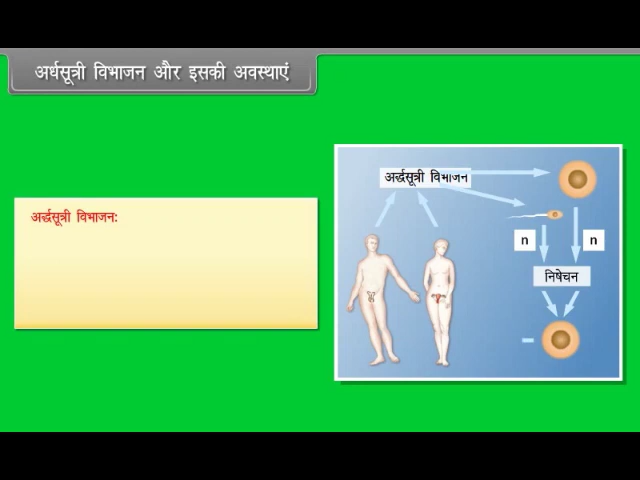 अर्धसूत्री विभाजन और इसकी अवस्थाएं
अर्द्धसूत्री विभाजन:
अर्द्धसूत्री विभाजन
n
n
निषेचन